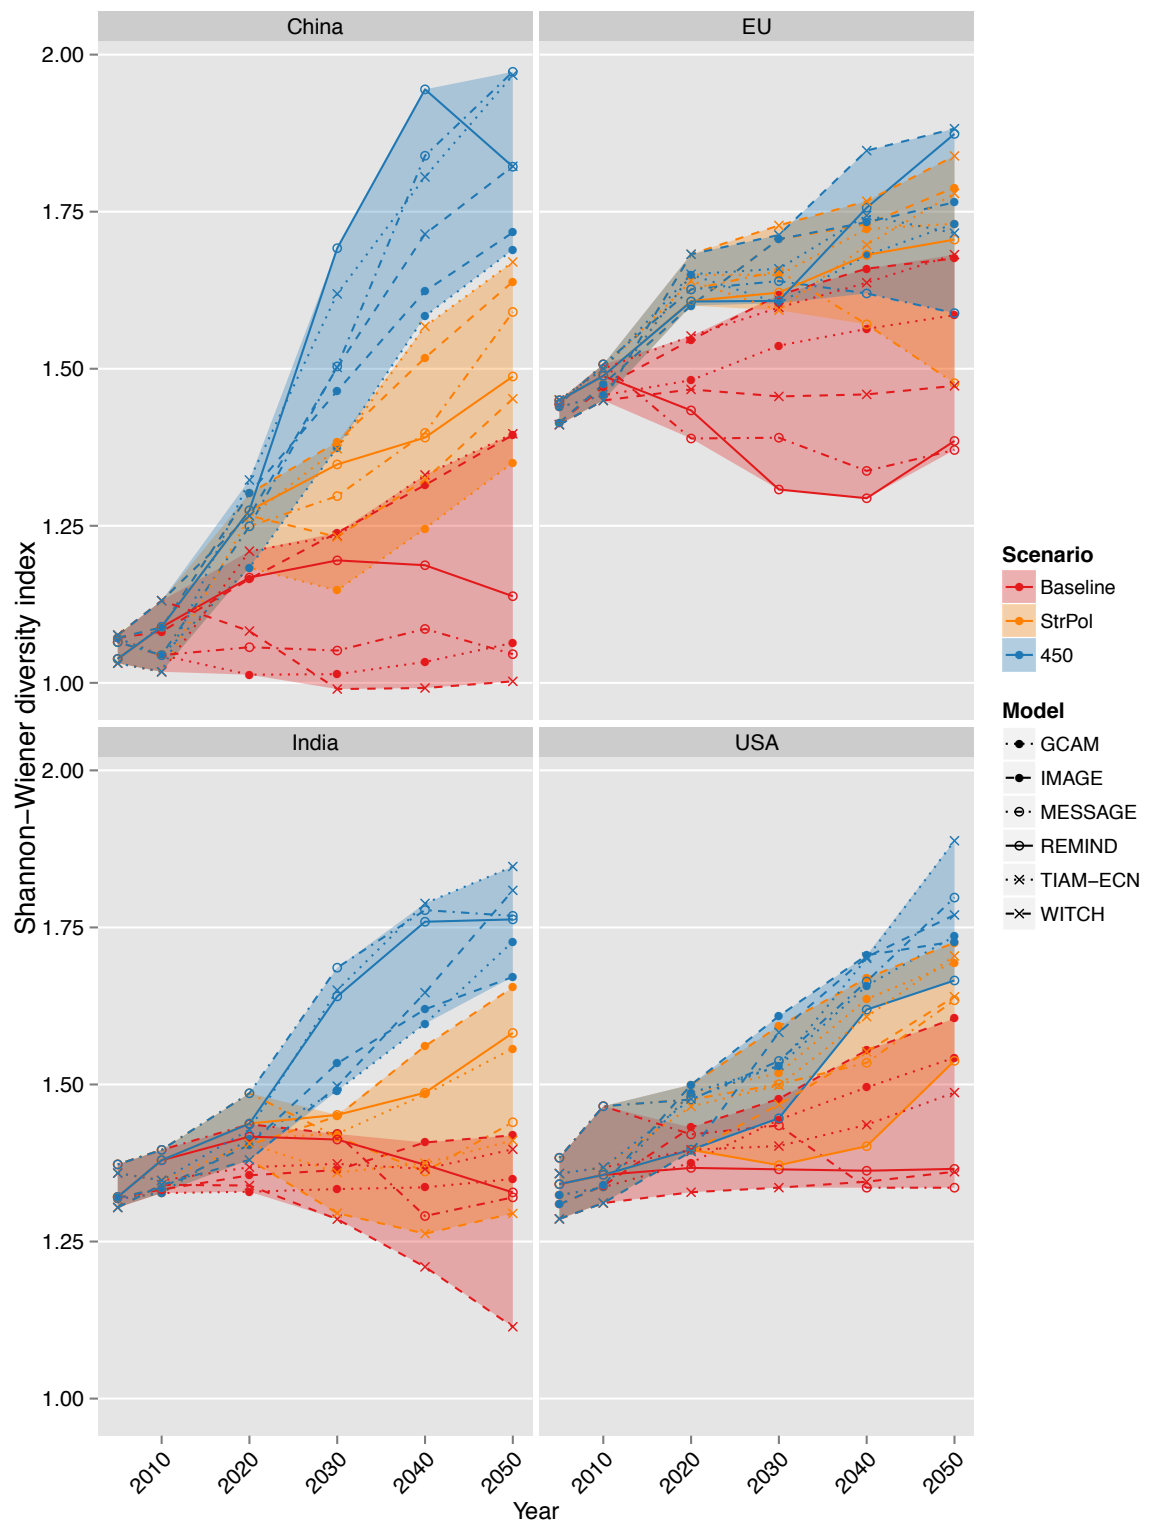 China
EU
2.00
1.75
1.50
1.25
1.00
India
USA
2.00
1.75
1.50
1.25
1.00
2010
2020
2030
2040
2050
2010
2020
2030
2040
2050
Year
Shannon−Wiener diversity index
Scenario
Baseline
StrPol
450
Model
GCAM
IMAGE
MESSAGE
REMIND
TIAM−ECN
WITCH